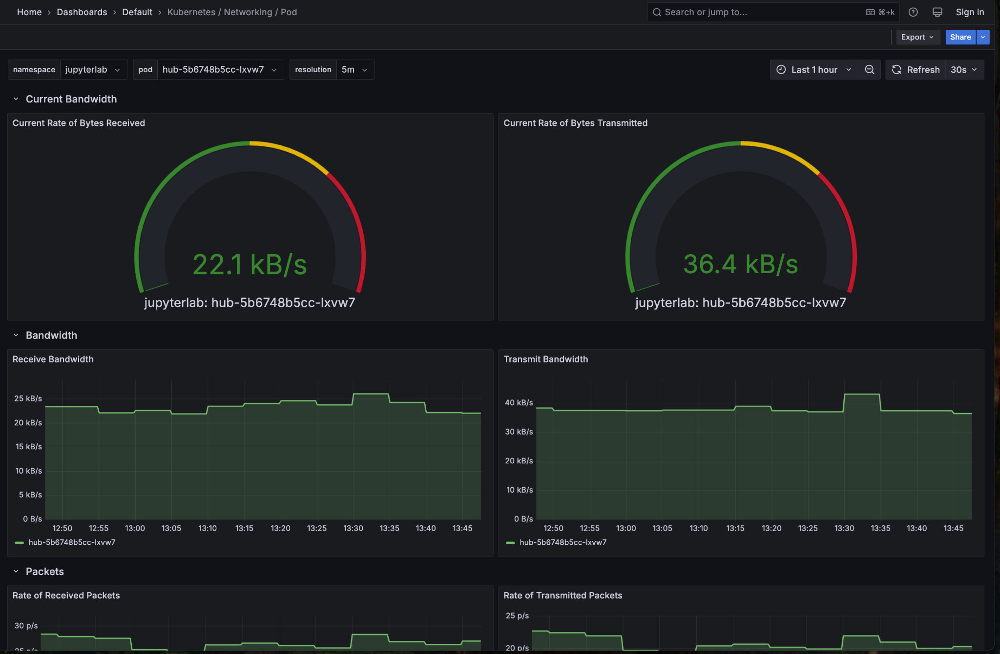 Home › Dashboards › Default › Kubernetes / Networking / Pod
Search or jump to... ⌘+k
Sign in
Export
Share
namespace jupyterlab
pod hub-5b6748b5cc-lxvw7
resolution 5m
Last 1 hour
Refresh 30s
Current Bandwidth
Current Rate of Bytes Received
22.1 kB/s
jupyterlab: hub-5b6748b5cc-lxvw7
Current Rate of Bytes Transmitted
36.4 kB/s
jupyterlab: hub-5b6748b5cc-lxvw7
Bandwidth
Receive Bandwidth
25 kB/s
20 kB/s
15 kB/s
10 kB/s
5 kB/s
0 B/s
12:50 12:55 13:00 13:05 13:10 13:15 13:20 13:25 13:30 13:35 13:40 13:45
hub-5b6748b5cc-lxvw7
Transmit Bandwidth
40 kB/s
30 kB/s
20 kB/s
10 kB/s
0 B/s
12:50 12:55 13:00 13:05 13:10 13:15 13:20 13:25 13:30 13:35 13:40 13:45
hub-5b6748b5cc-lxvw7
Packets
Rate of Received Packets
30 p/s
25 p/s
Rate of Transmitted Packets
25 p/s
20 p/s